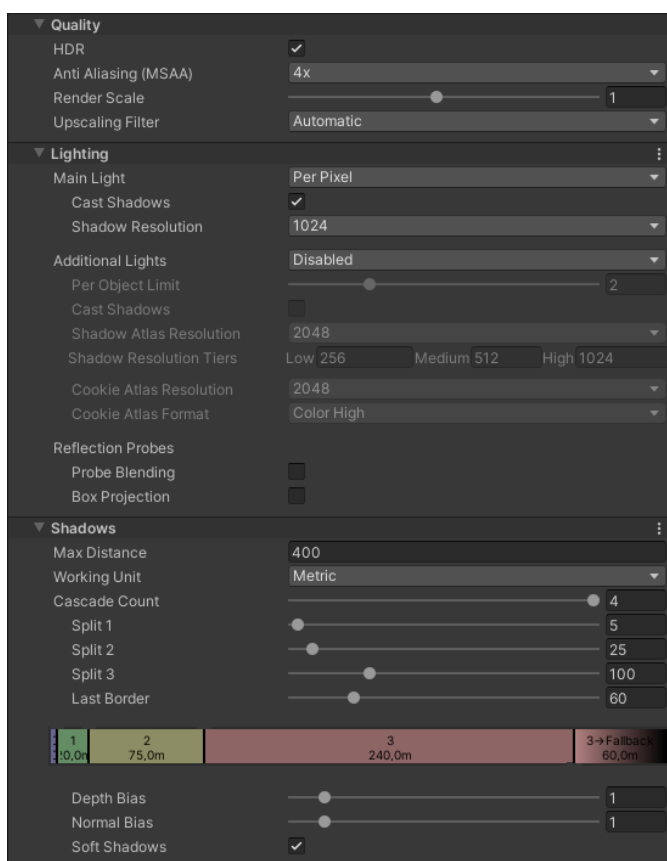 Quality
HDR
Anti Aliasing (MSAA) 4x
Render Scale 1
Upscaling Filter Automatic
Lighting
Main Light Per Pixel
Cast Shadows
Shadow Resolution 1024
Additional Lights Disabled
Per Object Limit 2
Cast Shadows
Shadow Atlas Resolution 2048
Shadow Resolution Tiers Low 256 Medium 512 High 1024
Cookie Atlas Resolution 2048
Cookie Atlas Format Color High
Reflection Probes
Probe Blending
Box Projection
Shadows
Max Distance 400
Working Unit Metric
Cascade Count 4
Split 1 5
Split 2 25
Split 3 100
Last Border 60
1 2 3 3→Fallback
75,0m 240,0m 60,0m
Depth Bias 1
Normal Bias 1
Soft Shadows